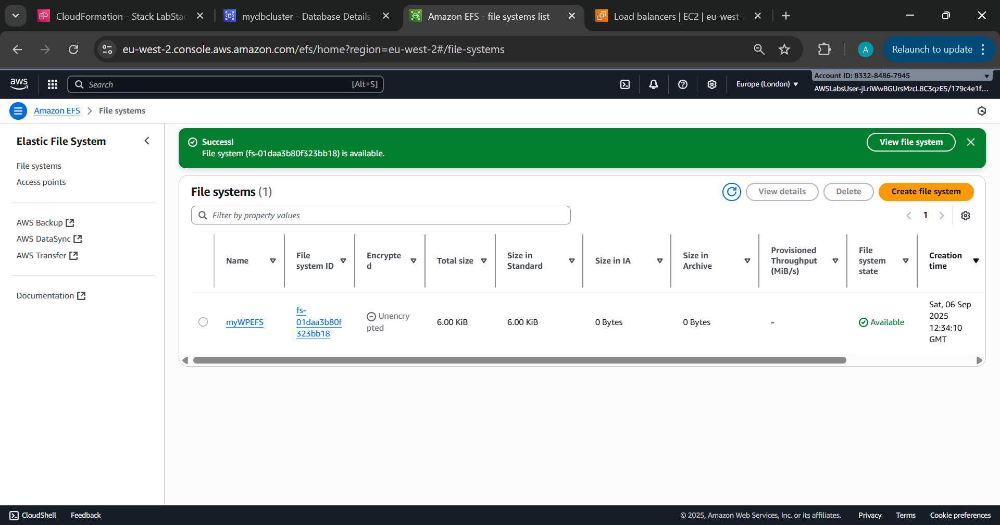 CloudFormation - Stack LabStac
mydbcluster - Database Details
Amazon EFS - file systems list
Load balancers | EC2 | eu-west-2
eu-west-2.console.aws.amazon.com/efs/home?region=eu-west-2#/file-systems
A
Relaunch to update
aws
Search
[Alt+S]
Europe (London)
Account ID: 8332-8486-7945
AWSLabsUser-jLriWwBGUrsMzcL8C3qzE5/179c4e1f...
Amazon EFS
File systems
Elastic File System
File systems
Access points
AWS Backup
AWS DataSync
AWS Transfer
Documentation
Success!
File system (fs-01daa3b80f323bb18) is available.
View file system
File systems (1)
View details
Delete
Create file system
Filter by property values
1
Name
File
system ID
Encrypte
d
Total size
Size in
Standard
Size in IA
Size in
Archive
Provisioned
Throughput
(MiB/s)
File
system
state
Creation
time
myWPEFS
fs-
01daa3b80f
323bb18
Unencry
pted
6.00 KiB
6.00 KiB
0 Bytes
0 Bytes
-
Available
Sat, 06 Sep
2025
12:34:10
GMT
CloudShell
Feedback
© 2025, Amazon Web Services, Inc. or its affiliates.
Privacy
Terms
Cookie preferences